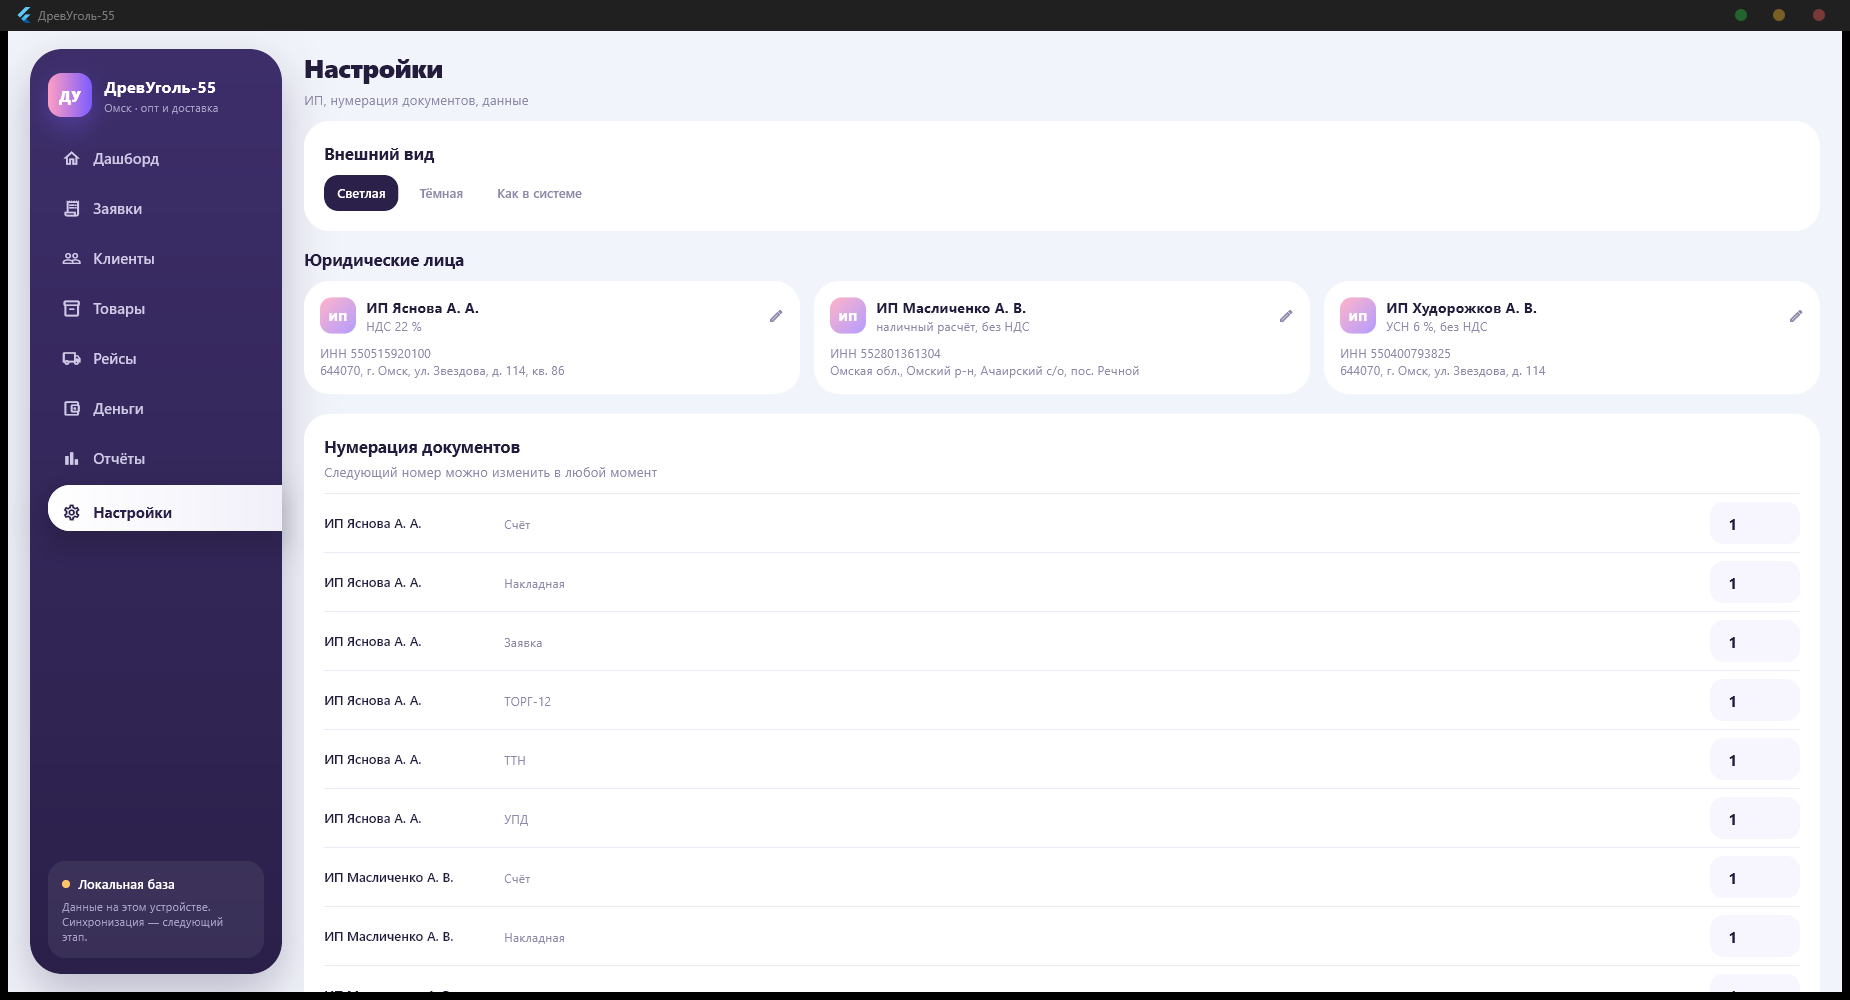 ДревУголь-55
ДУ
ДревУголь-55
Омск · опт и доставка
Дашборд
Заявки
Клиенты
Товары
Рейсы
Деньги
Отчёты
Настройки
Локальная база
Данные на этом устройстве.
Синхронизация — следующий
этап.
Настройки
ИП, нумерация документов, данные
Внешний вид
Светлая
Тёмная
Как в системе
Юридические лица
ИП
ИП Яснова А. А.
НДС 22 %
ИНН 550515920100
644070, г. Омск, ул. Звездова, д. 114, кв. 86
ИП
ИП Масличенко А. В.
наличный расчёт, без НДС
ИНН 552801361304
Омская обл., Омский р-н, Ачаирский с/о, пос. Речной
ИП
ИП Худорожков А. В.
УСН 6 %, без НДС
ИНН 550400793825
644070, г. Омск, ул. Звездова, д. 114
Нумерация документов
Следующий номер можно изменить в любой момент
ИП Яснова А. А. Счёт 1
ИП Яснова А. А. Накладная 1
ИП Яснова А. А. Заявка 1
ИП Яснова А. А. ТОРГ-12 1
ИП Яснова А. А. ТТН 1
ИП Яснова А. А. УПД 1
ИП Масличенко А. В. Счёт 1
ИП Масличенко А. В. Накладная 1